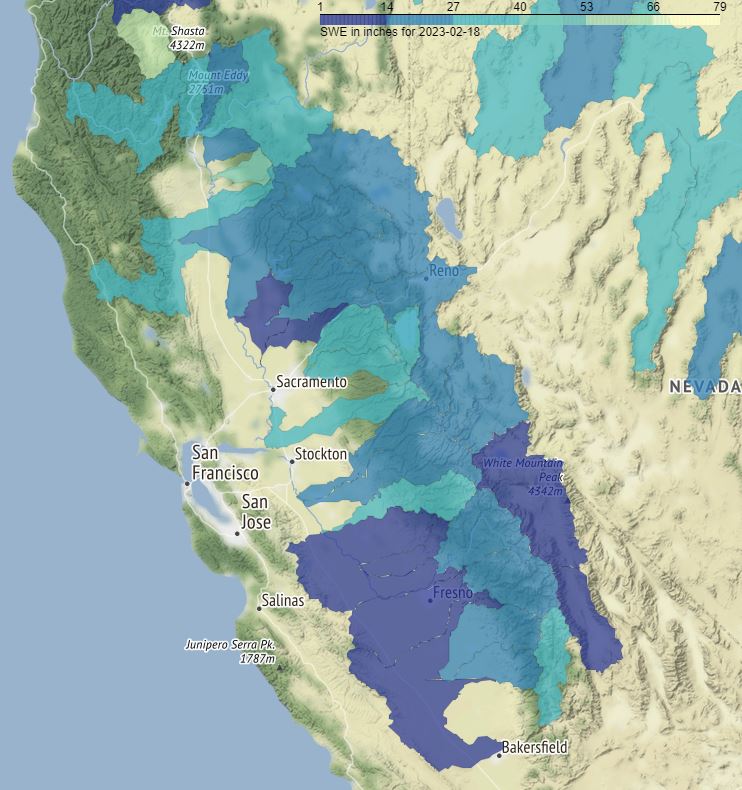 1 14 27 40 53 66 79
SWE in inches for 2023-02-18
Mt. Shasta
4322m
Mount Eddy
2751m
Reno
NEVADA
Sacramento
San
Francisco
Stockton
White Mountain
Peak
4342m
San
Jose
Fresno
Salinas
Junipero Serra Pk.
1787m
Bakersfield